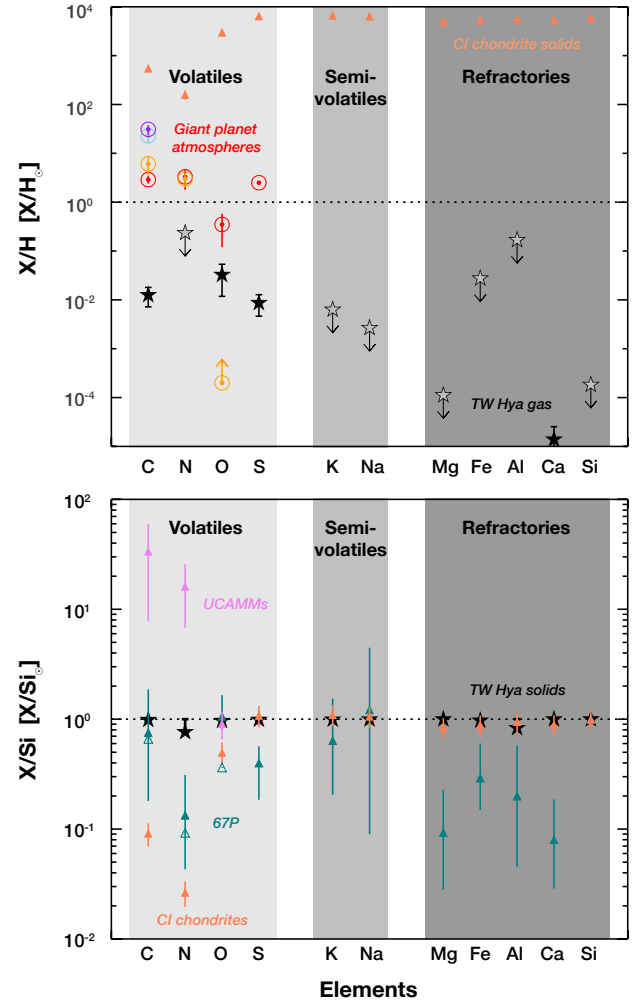 10⁴
CI chondrite solids
Volatiles
Semi-
volatiles
Refractories
10²
Giant planet
atmospheres
X/H [X/H☉]
10⁰
10⁻²
10⁻⁴
TW Hya gas
C N O S K Na Mg Fe Al Ca Si
10²
Volatiles
Semi-
volatiles
Refractories
UCAMMs
10¹
X/Si [X/Si☉]
TW Hya solids
10⁰
67P
10⁻¹
CI chondrites
10⁻²
C N O S K Na Mg Fe Al Ca Si
Elements